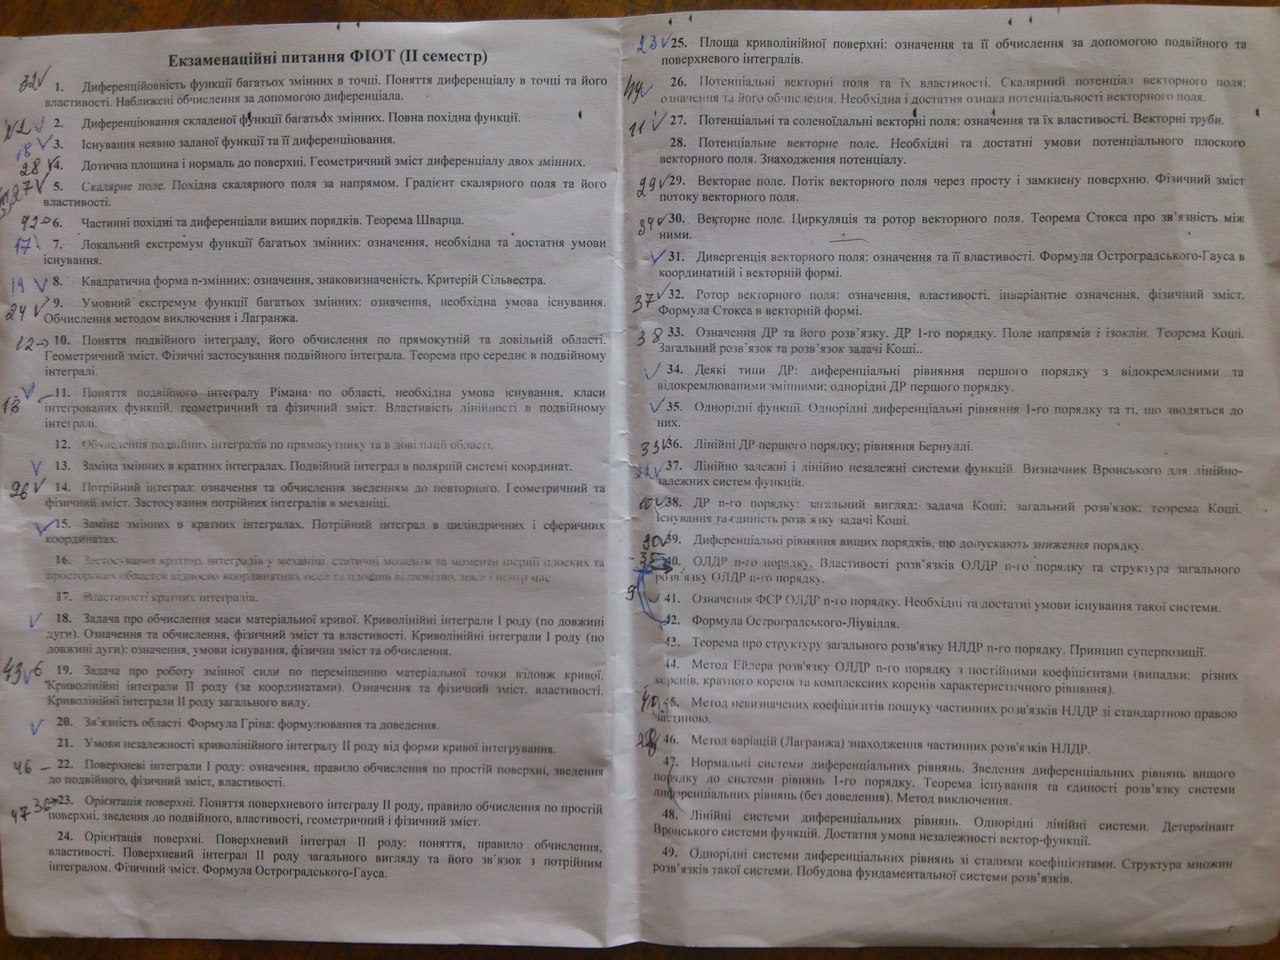 Екзаменаційні питання ФІОТ (II семестр)
32 1. Диференційовність функції багатьох змінних в точці. Поняття диференціалу в точці та його
властивості. Наближені обчислення за допомогою диференціала.
2. Диференціювання складеної функції багатьох змінних. Повна похідна функції.
3. Існування неявно заданої функції та її диференціювання.
28 4. Дотична площина і нормаль до поверхні. Геометричний зміст диференціалу двох змінних.
27 5. Скалярне поле. Похідна скалярного поля за напрямом. Градієнт скалярного поля та його
властивості.
42 6. Частинні похідні та диференціали вищих порядків. Теорема Шварца.
17 7. Локальний екстремум функції багатьох змінних: означення, необхідна та достатня умови
існування.
19 8. Квадратична форма n-змінних: означення, знаковизначеність. Критерій Сільвестра.
24 9. Умовний екстремум функції багатьох змінних: означення, необхідна умова існування.
Обчислення методом виключення і Лагранжа.
12 10. Поняття подвійного інтегралу, його обчислення по прямокутній та довільній області.
Геометричний зміст. Фізичні застосування подвійного інтеграла. Теорема про середнє в подвійному
інтегралі.
11. Поняття подвійного інтегралу Рімана по області, необхідна умова існування, класи
18 інтегрованих функцій, геометричний та фізичний зміст. Властивість лінійності в подвійному
інтегралі.
12. Обчислення подвійних інтегралів по прямокутнику та в довільній області.
13. Заміна змінних в кратних інтегралах. Подвійний інтеграл в полярній системі координат.
26 14. Потрійний інтеграл: означення та обчислення зведенням до повторного. Геометричний та
фізичний зміст. Застосування потрійних інтегралів в механіці.
15. Заміна змінних в кратних інтегралах. Потрійний інтеграл в циліндричних і сферичних
координатах.
16. Застосування кратних інтегралів у механіці: статичні моменти та моменти інерції плоских та
просторових областей відносно координатних осей та площин відповідно, маси і центр мас
17. Властивості кратних інтегралів.
18. Задача про обчислення маси матеріальної кривої. Криволінійні інтеграли I роду (по довжині
дуги). Означення та обчислення, фізичний зміст та властивості. Криволінійні інтеграли I роду (по
довжині дуги): означення, умови існування, фізична зміст та обчислення.
43 6 19. Задача про роботу змінної сили по переміщенню матеріальної точки вздовж кривої.
Криволінійні інтеграли II роду (за координатами). Означення та фізичний зміст, властивості.
Криволінійні інтеграли II роду загального виду.
20. Зв'язність області. Формула Гріна: формулювання та доведення.
21. Умови незалежності криволінійного інтегралу II роду від форми кривої інтегрування.
46 22. Поверхневі інтеграли I роду: означення, правило обчислення по простій поверхні, зведення
до подвійного, фізичний зміст, властивості.
47 36 23. Орієнтація поверхні. Поняття поверхневого інтегралу II роду, правило обчислення по простій
поверхні, зведення до подвійного, властивості, геометричний і фізичний зміст.
24. Орієнтація поверхні. Поверхневий інтеграл II роду: поняття, правило обчислення,
властивості. Поверхневий інтеграл II роду загального вигляду та його зв'язок з потрійним
інтегралом. Фізичний зміст. Формула Остроградського-Гауса.
23 25. Площа криволінійної поверхні: означення та її обчислення за допомогою подвійного та
поверхневого інтегралів.
26. Потенціальні векторні поля та їх властивості. Скалярний потенціал векторного поля:
44 означення та його обчислення. Необхідна і достатня ознака потенціальності векторного поля.
11 27. Потенціальні та соленоїдальні векторні поля: означення та їх властивості. Векторні труби.
28. Потенціальне векторне поле. Необхідні та достатні умови потенціального плоского
векторного поля. Знаходження потенціалу.
29 29. Векторне поле. Потік векторного поля через просту і замкнену поверхню. Фізичний зміст
потоку векторного поля.
34 30. Векторне поле. Циркуляція та ротор векторного поля. Теорема Стокса про зв'язність між
ними.
31. Дивергенція векторного поля: означення та її властивості. Формула Остроградського-Гауса в
координатній і векторній формі.
37 32. Ротор векторного поля: означення, властивості, інваріантне означення, фізичний зміст.
Формула Стокса в векторній формі.
38 33. Означення ДР та його розв'язку. ДР 1-го порядку. Поле напрямів і ізоклін. Теорема Коші.
Загальний розв'язок та розв'язок задачі Коші..
34. Деякі типи ДР: диференціальні рівняння першого порядку з відокремленими та
відокремлюваними змінними; однорідні ДР першого порядку.
35. Однорідні функції. Однорідні диференціальні рівняння 1-го порядку та ті, що зводяться до
них.
33 36. Лінійні ДР першого порядку; рівняння Бернуллі.
37. Лінійно залежні і лінійно незалежні системи функцій. Визначник Вронського для лінійно-
залежних систем функцій.
10 38. ДР n-го порядку: загальний вигляд; задача Коші; загальний розв'язок; теорема Коші.
Існування та єдиність розв'язку задачі Коші.
30 39. Диференціальні рівняння вищих порядків, що допускають зниження порядку.
35 40. ОЛДР n-го порядку. Властивості розв'язків ОЛДР n-го порядку та структура загального
розв'язку ОЛДР n-го порядку.
9 41. Означення ФСР ОЛДР n-го порядку. Необхідні та достатні умови існування такої системи.
42. Формула Остроградського-Ліувілля.
43. Теорема про структуру загального розв'язку НЛДР n-го порядку. Принцип суперпозиції.
44. Метод Ейлера розв'язку ОЛДР n-го порядку з постійними коефіцієнтами (випадки: різних
коренів, кратного кореня та комплексних коренів характеристичного рівняння).
45. Метод невизначених коефіцієнтів пошуку частинних розв'язків НЛДР зі стандартною правою
частиною.
46. Метод варіацій (Лагранжа) знаходження частинних розв'язків НЛДР.
47. Нормальні системи диференціальних рівнянь. Зведення диференціальних рівнянь вищого
порядку до системи рівнянь 1-го порядку. Теорема існування та єдиності розв'язку системи
диференціальних рівнянь (без доведення). Метод виключення.
48. Лінійні системи диференціальних рівнянь. Однорідні лінійні системи. Детермінант
Вронського системи функцій. Достатня умова незалежності вектор-функції.
49. Однорідні системи диференціальних рівнянь зі сталими коефіцієнтами. Структура множин
розв'язків такої системи. Побудова фундаментальної системи розв'язків.